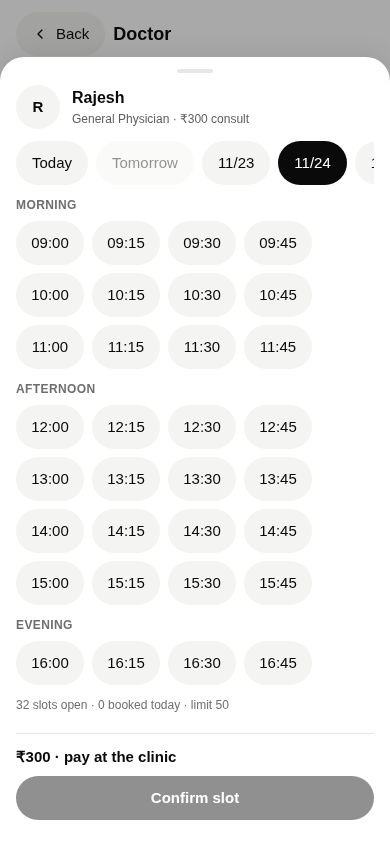 Back Doctor
R
Rajesh
General Physician · ₹300 consult
Today Tomorrow 11/23 11/24
MORNING
09:00 09:15 09:30 09:45
10:00 10:15 10:30 10:45
11:00 11:15 11:30 11:45
AFTERNOON
12:00 12:15 12:30 12:45
13:00 13:15 13:30 13:45
14:00 14:15 14:30 14:45
15:00 15:15 15:30 15:45
EVENING
16:00 16:15 16:30 16:45
32 slots open · 0 booked today · limit 50
₹300 · pay at the clinic
Confirm slot